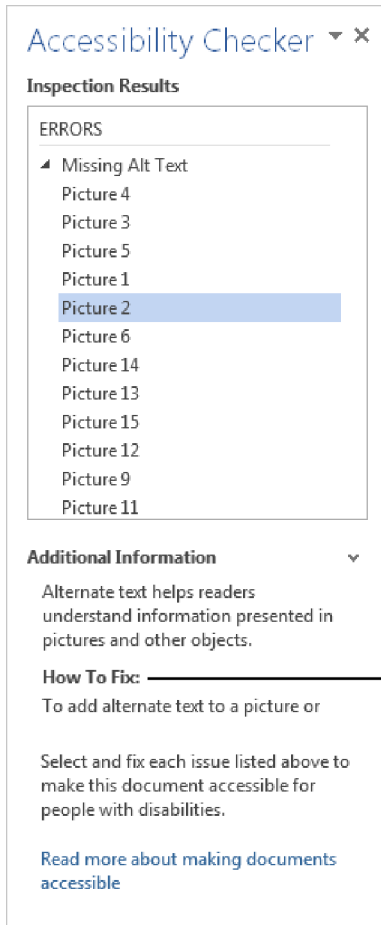 Accessibility Checker
Inspection Results
ERRORS
Missing Alt Text
Picture 4
Picture 3
Picture 5
Picture 1
Picture 2
Picture 6
Picture 14
Picture 13
Picture 15
Picture 12
Picture 9
Picture 11
Additional Information
Alternate text helps readers
understand information presented in
pictures and other objects.
How To Fix:
To add alternate text to a picture or
Select and fix each issue listed above to
make this document accessible for
people with disabilities.
Read more about making documents
accessible